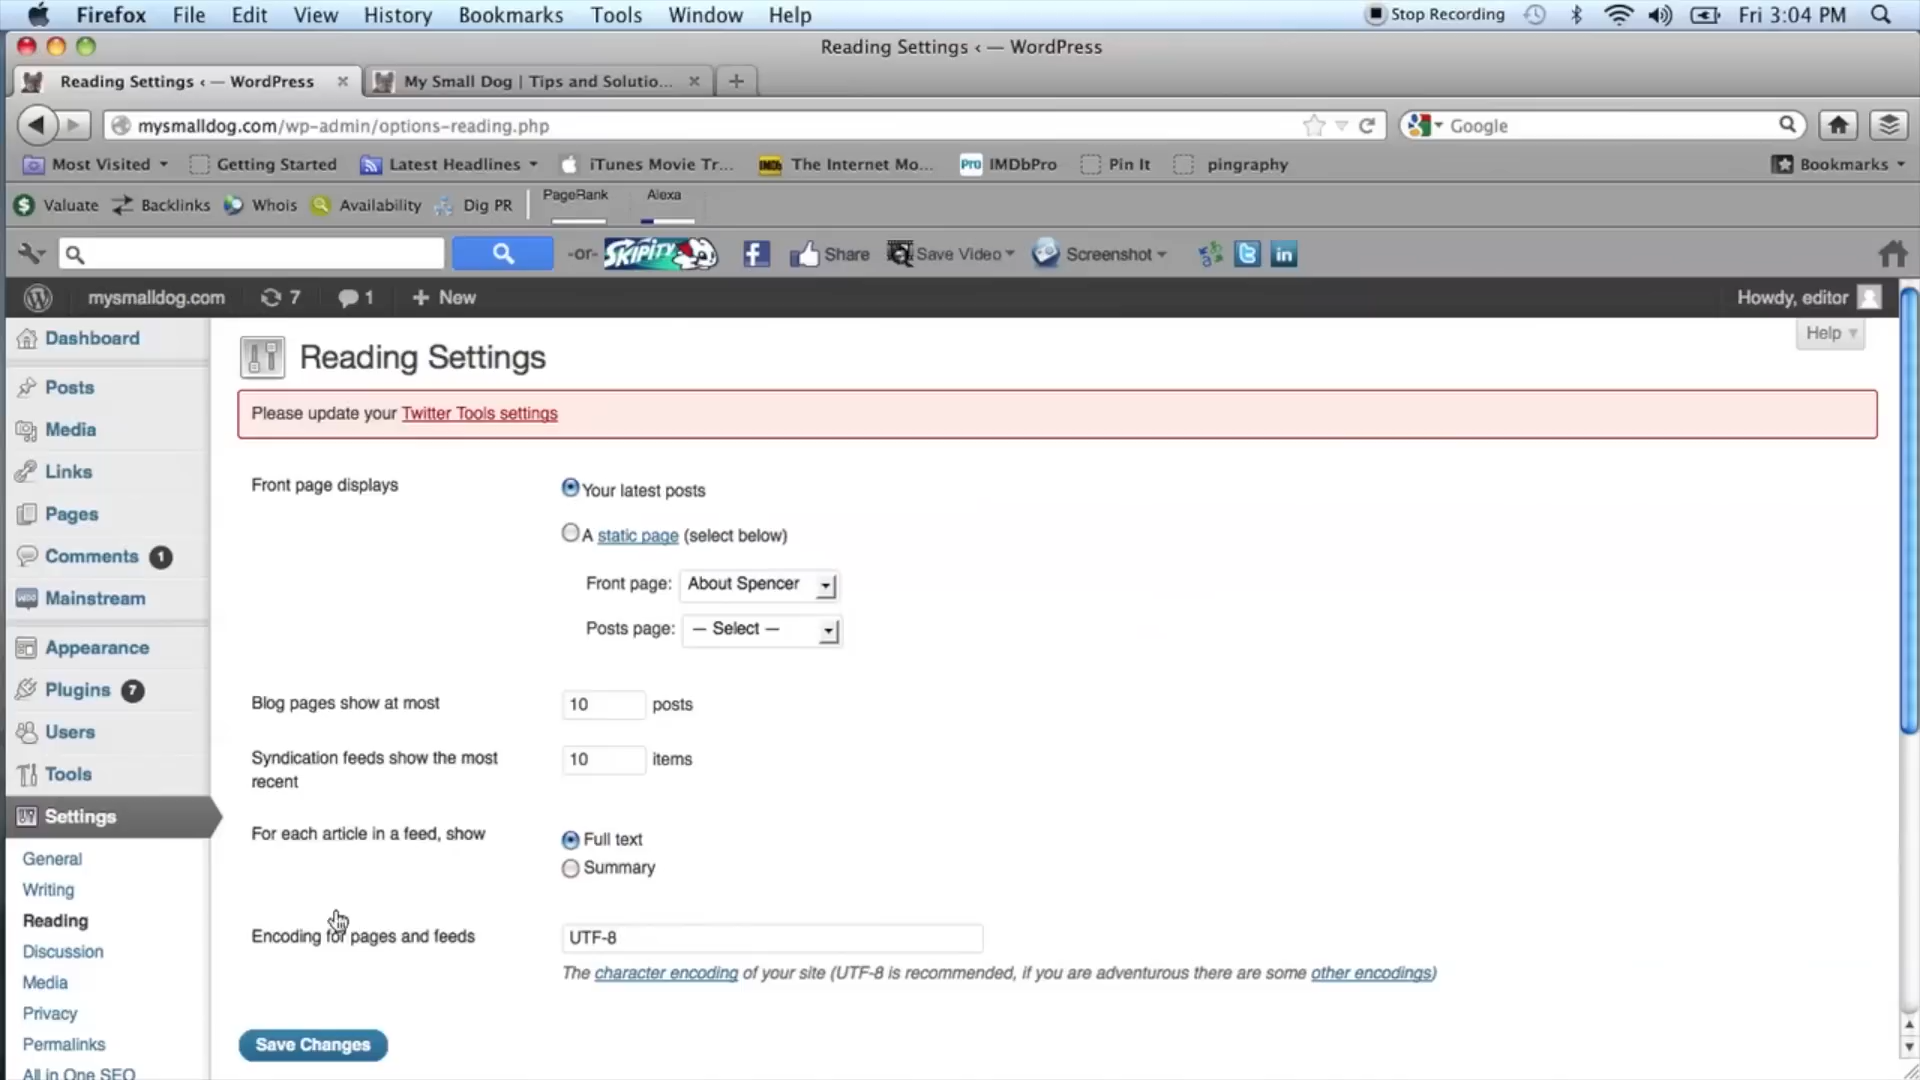 Firefox File Edit View History Bookmarks Tools Window Help Stop Recording Fri 3:04 PM
Reading Settings ‹ — WordPress
Reading Settings ‹ — WordPress My Small Dog | Tips and Solutio...
mysmalldog.com/wp-admin/options-reading.php Google
Most Visited Getting Started Latest Headlines iTunes Movie Tr... IMDb The Internet Mo... Pro IMDbPro Pin It pingraphy Bookmarks
Valuate Backlinks Whois Availability Dig PR PageRank Alexa
-or- SKIPITY Share Save Video Screenshot
mysmalldog.com 7 1 + New Howdy, editor
Help
Dashboard
Posts
Media
Links
Pages
Comments 1
Mainstream
Appearance
Plugins 7
Users
Tools
Settings
General
Writing
Reading
Discussion
Media
Privacy
Permalinks
All in One SEO
Reading Settings
Please update your Twitter Tools settings
Front page displays Your latest posts
A static page (select below)
Front page: About Spencer
Posts page: — Select —
Blog pages show at most 10 posts
Syndication feeds show the most recent 10 items
For each article in a feed, show Full text
Summary
Encoding for pages and feeds UTF-8
The character encoding of your site (UTF-8 is recommended, if you are adventurous there are some other encodings)
Save Changes